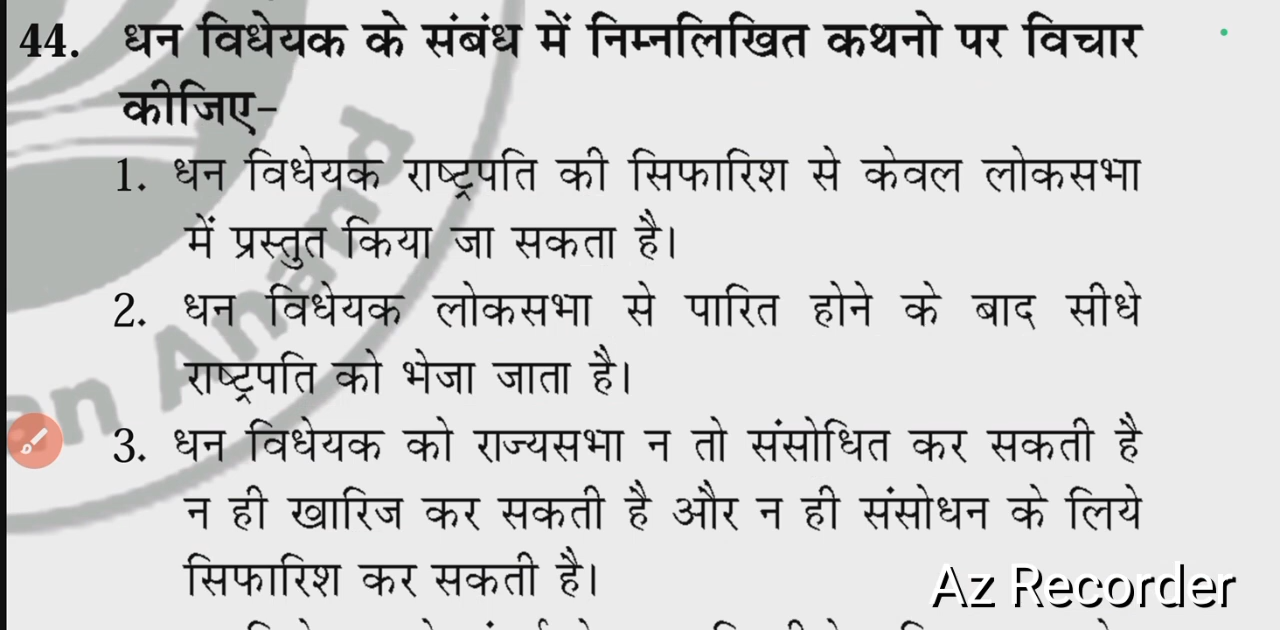 44. धन विधेयक के संबंध में निम्नलिखित कथनो पर विचार
कीजिए-
1. धन विधेयक राष्ट्रपति की सिफारिश से केवल लोकसभा
में प्रस्तुत किया जा सकता है।
2. धन विधेयक लोकसभा से पारित होने के बाद सीधे
राष्ट्रपति को भेजा जाता है।
3. धन विधेयक को राज्यसभा न तो संसोधित कर सकती है
न ही खारिज कर सकती है और न ही संसोधन के लिये
सिफारिश कर सकती है।
Az Recorder